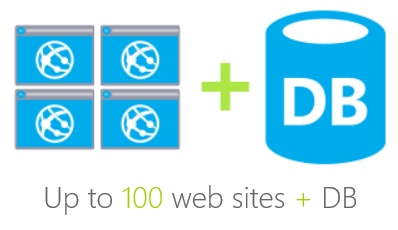 DB
Up to 100 web sites + DB